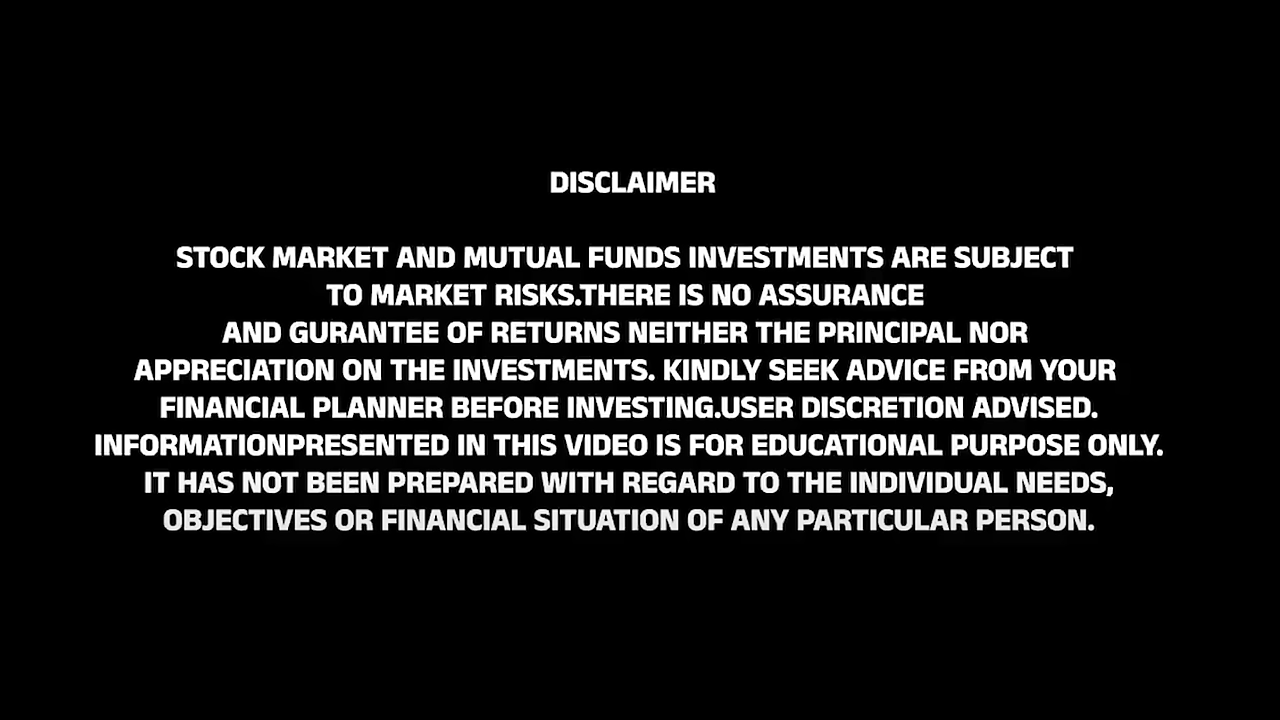 DISCLAIMER
STOCK MARKET AND MUTUAL FUNDS INVESTMENTS ARE SUBJECT
TO MARKET RISKS.THERE IS NO ASSURANCE
AND GURANTEE OF RETURNS NEITHER THE PRINCIPAL NOR
APPRECIATION ON THE INVESTMENTS. KINDLY SEEK ADVICE FROM YOUR
FINANCIAL PLANNER BEFORE INVESTING.USER DISCRETION ADVISED.
INFORMATIONPRESENTED IN THIS VIDEO IS FOR EDUCATIONAL PURPOSE ONLY.
IT HAS NOT BEEN PREPARED WITH REGARD TO THE INDIVIDUAL NEEDS,
OBJECTIVES OR FINANCIAL SITUATION OF ANY PARTICULAR PERSON.